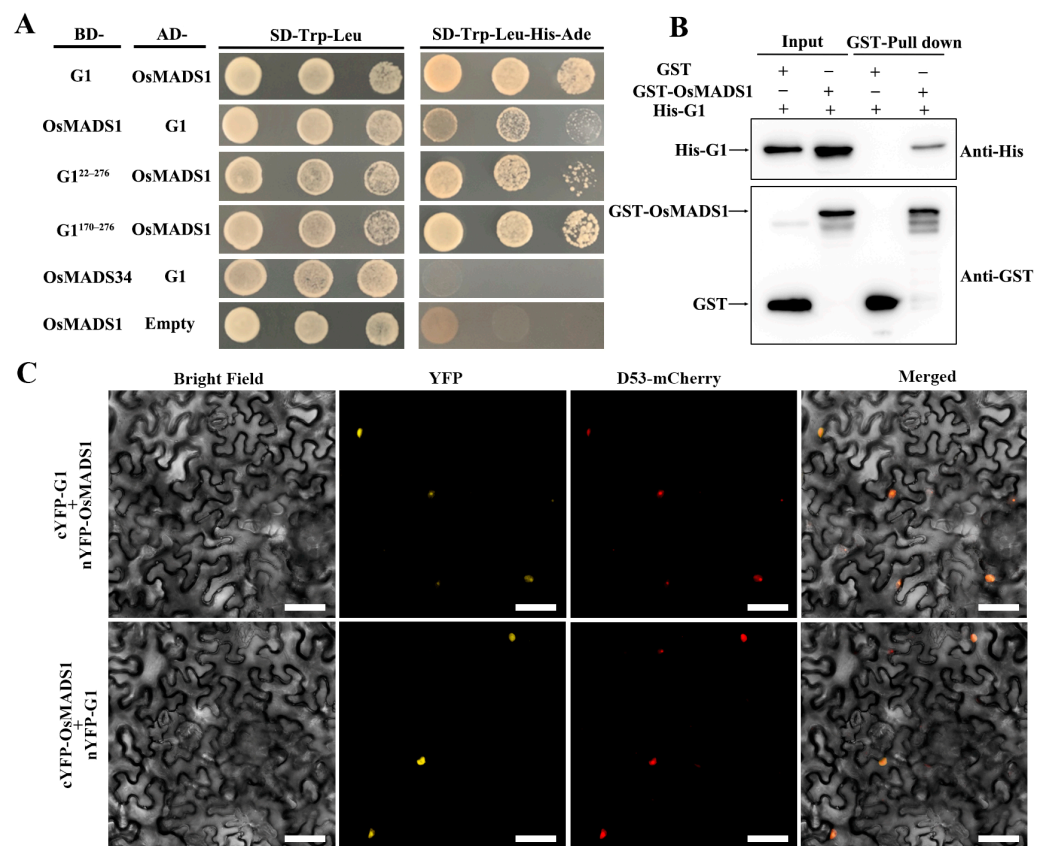 A
BD- AD- SD-Trp-Leu SD-Trp-Leu-His-Ade
G1 OsMADS1
OsMADS1 G1
G1²²⁻²⁷⁶ OsMADS1
G1¹⁷⁰⁻²⁷⁶ OsMADS1
OsMADS34 G1
OsMADS1 Empty
B
Input GST-Pull down
GST + − + −
GST-OsMADS1 − + − +
His-G1 + + + +
His-G1 Anti-His
GST-OsMADS1
Anti-GST
GST
C
Bright Field YFP D53-mCherry Merged
cYFP-G1
+
nYFP-OsMADS1
cYFP-OsMADS1
+
nYFP-G1